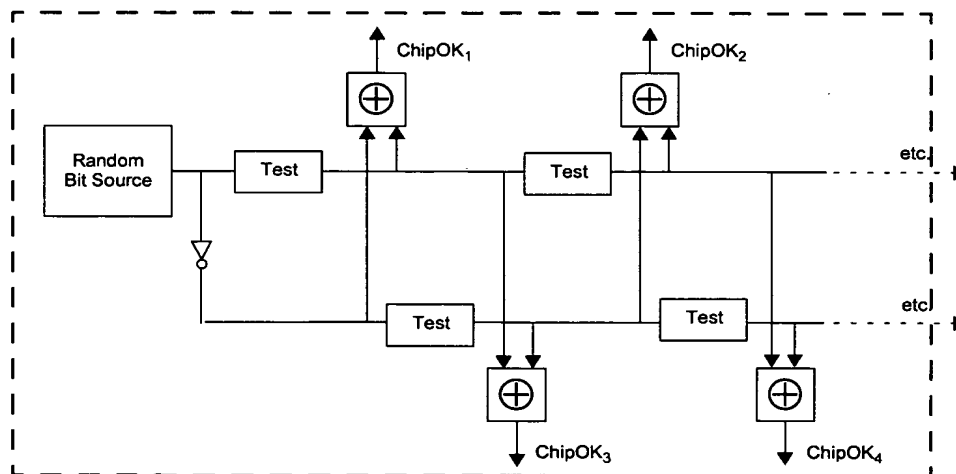 ChipOK₁
ChipOK₂
Random
Bit Source
Test
Test
etc.
Test
Test
etc
ChipOK₃
ChipOK₄